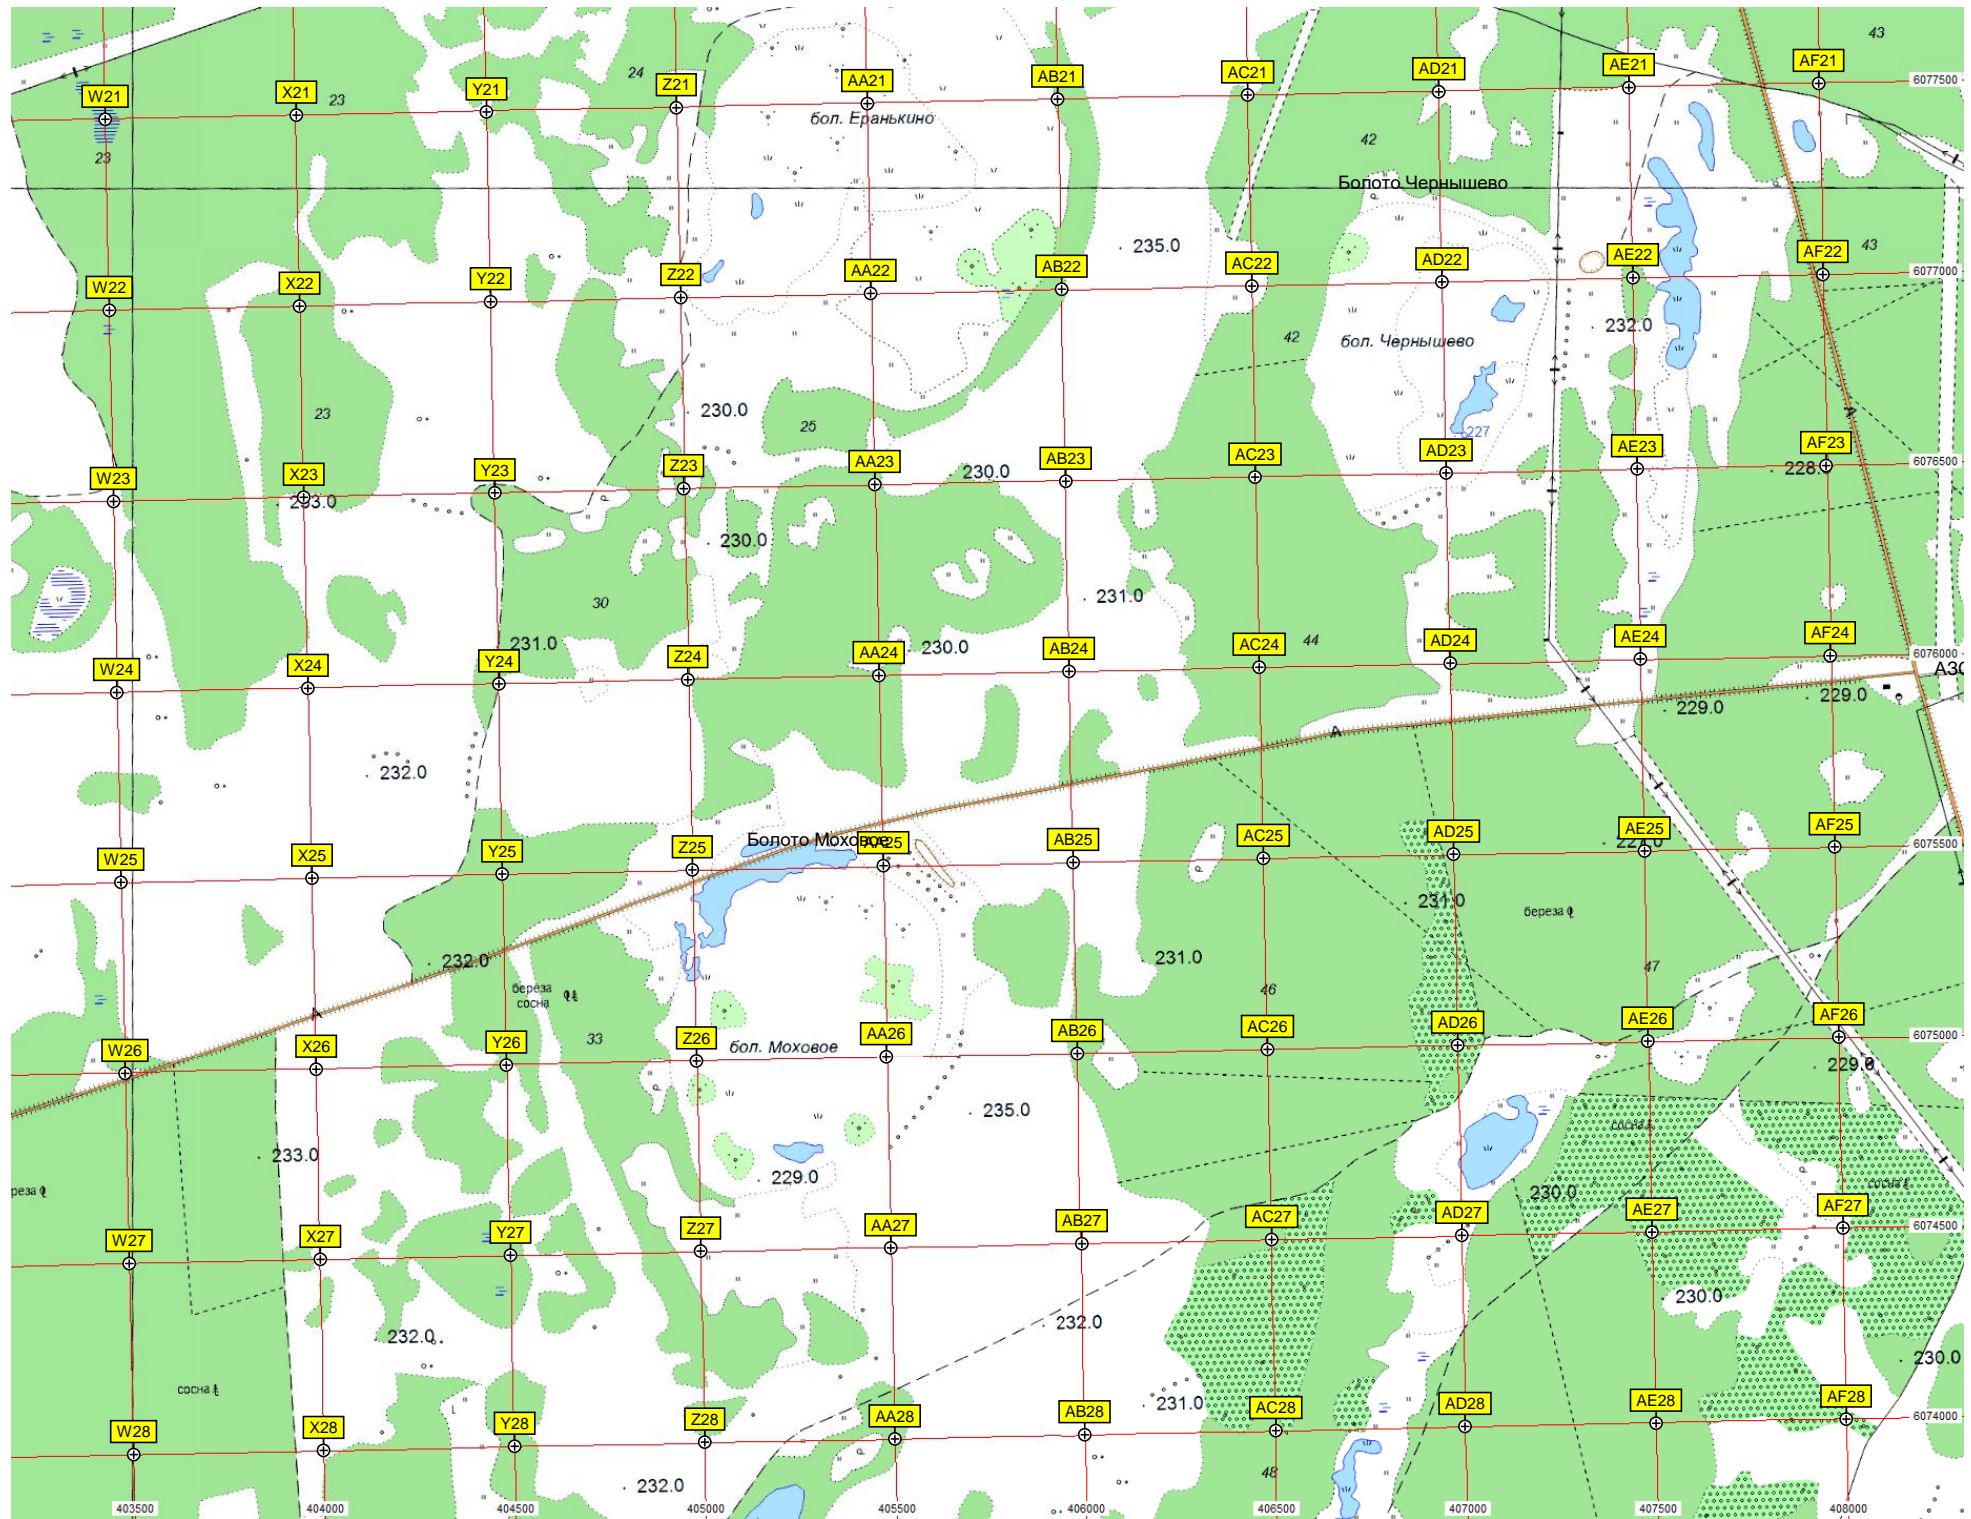 43
24
W21 X21 Y21 Z21 AA21 AB21 AC21 AD21 AE21 AF21 6077500
23
бол. Еранькино
42
23
Болото Чернышево
235.0
43
W22 X22 Y22 Z22 AA22 AB22 AC22 AD22 AE22 AF22 6077000
232.0
42
бол. Чернышево
230.0
23
25
227
W23 X23 Y23 Z23 AA23 AB23 AC23 AD23 AE23 AF23 6076500
230.0
228.
233.0
230.0
231.0
30
231.0
230.0
44
W24 X24 Y24 Z24 AA24 AB24 AC24 AD24 AE24 AF24 6076000
А30
229.0
229.0
А
232.0
Болото Моховое
W25 X25 Y25 Z25 AA25 AB25 AC25 AD25 AE25 AF25 6075500
231.0
береза
47
232.0
231.0
береза
сосна
46
А
33
бол. Моховое
W26 X26 Y26 Z26 AA26 AB26 AC26 AD26 AE26 AF26 6075000
229.0
235.0
сосна
233.0
229.0
реза
230.0
сосна
W27 X27 Y27 Z27 AA27 AB27 AC27 AD27 AE27 AF27 6074500
230.0
232.0
232.0
230.0
сосна
231.0
W28 X28 Y28 Z28 AA28 AB28 AC28 AD28 AE28 AF28 6074000
48
232.0
403500 404000 404500 405000 405500 406000 406500 407000 407500 408000